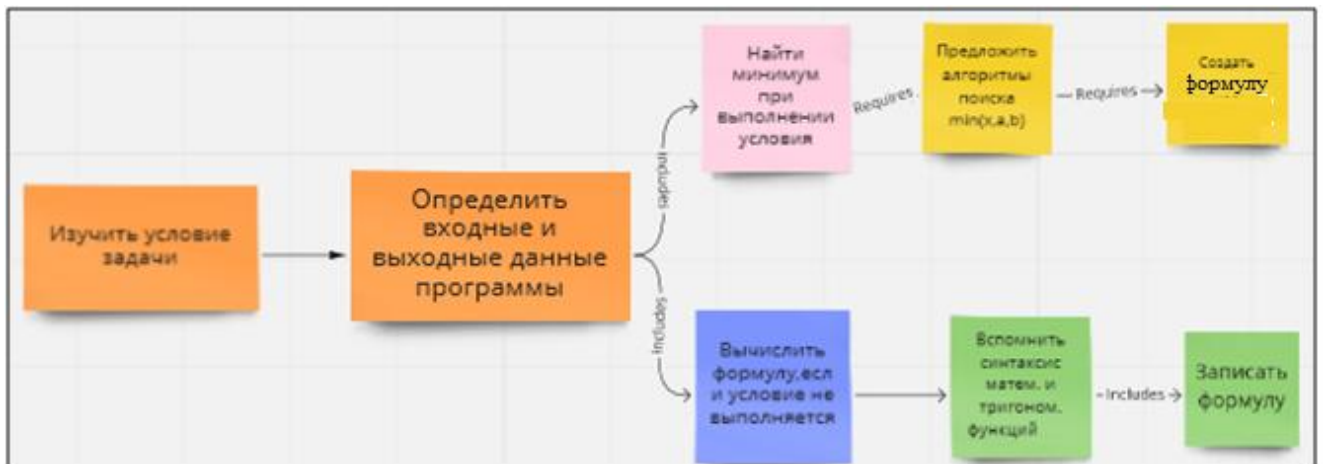 Изучить условие
задачи
Определить
входные и
выходные данные
программы
includes
Найти
минимум
при
выполнении
условия
Requires
Предложить
алгоритмы
поиска
min(x,a,b)
Requires
Создать
формулу
includes
Вычислить
формулу,есл
и условие не
выполняется
Вспомнить
синтаксис
матем. и
тригоном.
функций
Includes
Записать
формулу